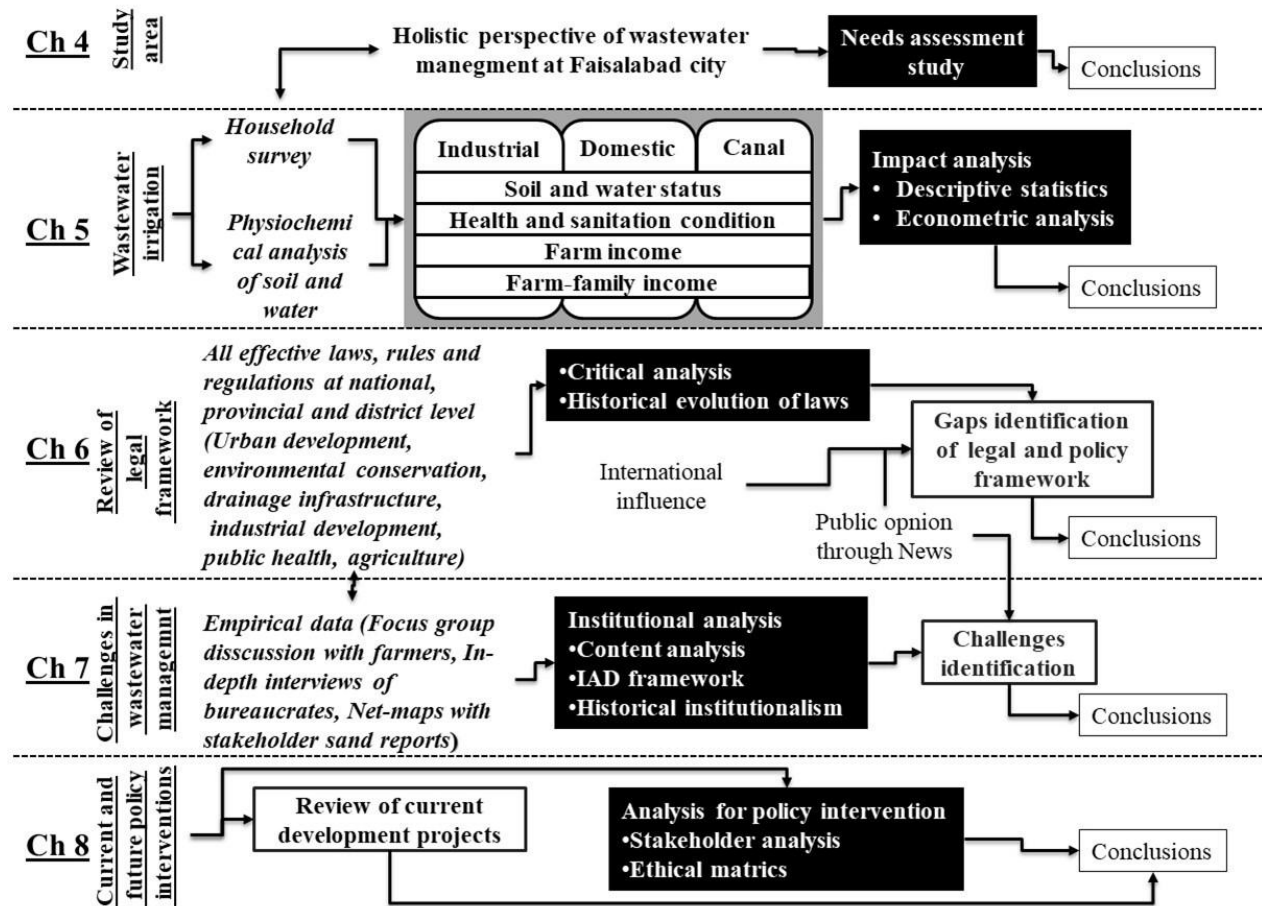 Ch 4
Study
area
Holistic perspective of wastewater
manegment at Faisalabad city
Needs assessment
study
Conclusions
Ch 5
Wastewater
irrigation
Household
survey
Physiochemi
cal analysis
of soil and
water
Industrial
Domestic
Canal
Soil and water status
Health and sanitation condition
Farm income
Farm-family income
Impact analysis
• Descriptive statistics
• Econometric analysis
Conclusions
Ch 6
Review of
legal
framework
All effective laws, rules and
regulations at national,
provincial and district level
(Urban development,
environmental conservation,
drainage infrastructure,
industrial development,
public health, agriculture)
•Critical analysis
•Historical evolution of laws
International
influence
Public opnion
through News
Gaps identification
of legal and policy
framework
Conclusions
Ch 7
Challenges in
wastewater
managemnt
Empirical data (Focus group
disscussion with farmers, In-
depth interviews of
bureaucrates, Net-maps with
stakeholder sand reports)
Institutional analysis
•Content analysis
•IAD framework
•Historical institutionalism
Challenges
identification
Conclusions
Ch 8
Current and
future policy
interventions
Review of current
development projects
Analysis for policy intervention
•Stakeholder analysis
•Ethical matrics
Conclusions